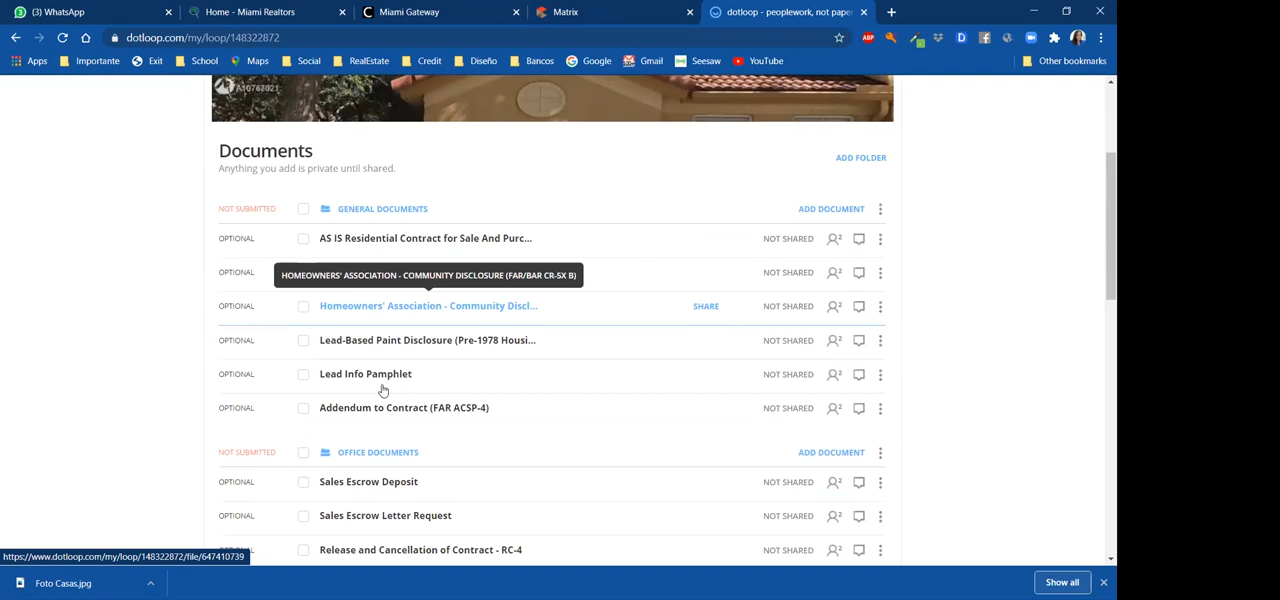 (3) WhatsApp
Home - Miami Realtors
Miami Gateway
Matrix
dotloop - peoplework, not paper
dotloop.com/my/loop/148322872
Apps Importante Exit School Maps Social RealEstate Credit Diseño Bancos Google Gmail Seesaw YouTube Other bookmarks
A10763021
Documents
Anything you add is private until shared.
ADD FOLDER
NOT SUBMITTED GENERAL DOCUMENTS ADD DOCUMENT
OPTIONAL AS IS Residential Contract for Sale And Purc... NOT SHARED
OPTIONAL NOT SHARED
HOMEOWNERS' ASSOCIATION - COMMUNITY DISCLOSURE (FAR/BAR CR-5X B)
OPTIONAL Homeowners' Association - Community Discl... SHARE NOT SHARED
OPTIONAL Lead-Based Paint Disclosure (Pre-1978 Housi... NOT SHARED
OPTIONAL Lead Info Pamphlet NOT SHARED
OPTIONAL Addendum to Contract (FAR ACSP-4) NOT SHARED
NOT SUBMITTED OFFICE DOCUMENTS ADD DOCUMENT
OPTIONAL Sales Escrow Deposit NOT SHARED
OPTIONAL Sales Escrow Letter Request NOT SHARED
OPTIONAL Release and Cancellation of Contract - RC-4 NOT SHARED
https://www.dotloop.com/my/loop/148322872/file/647410739
Foto Casas.jpg
Show all